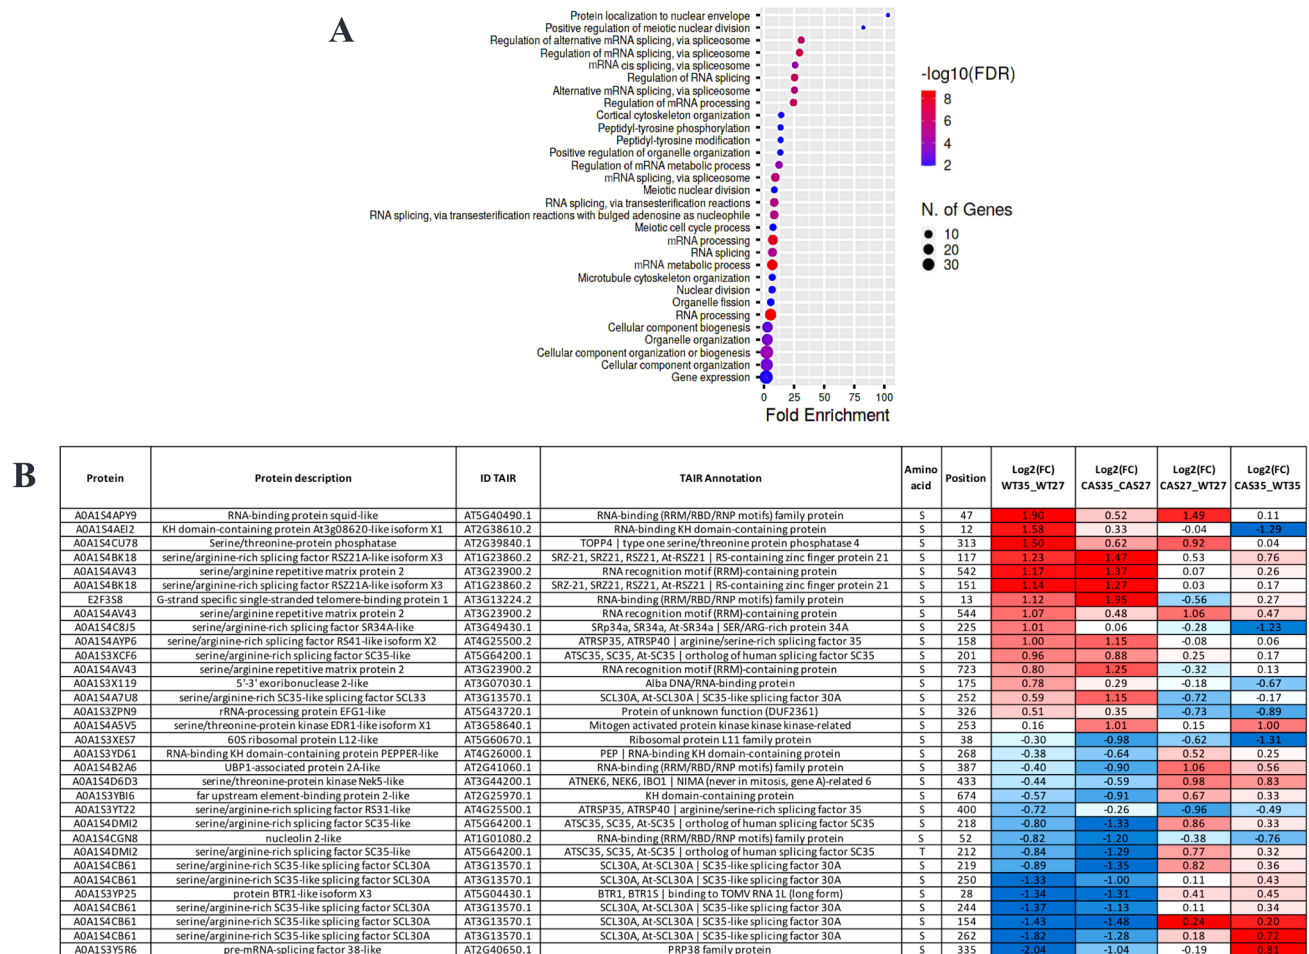 A
Protein localization to nuclear envelope
Positive regulation of meiotic nuclear division
Regulation of alternative mRNA splicing, via spliceosome
Regulation of mRNA splicing, via spliceosome
mRNA cis splicing, via spliceosome
Regulation of RNA splicing
Alternative mRNA splicing, via spliceosome
Regulation of mRNA processing
Cortical cytoskeleton organization
Peptidyl-tyrosine phosphorylation
Peptidyl-tyrosine modification
Positive regulation of organelle organization
Regulation of mRNA metabolic process
mRNA splicing, via spliceosome
Meiotic nuclear division
RNA splicing, via transesterification reactions
RNA splicing, via transesterification reactions with bulged adenosine as nucleophile
Meiotic cell cycle process
mRNA processing
RNA splicing
mRNA metabolic process
Microtubule cytoskeleton organization
Nuclear division
Organelle fission
RNA processing
Cellular component biogenesis
Organelle organization
Cellular component organization or biogenesis
Cellular component organization
Gene expression
0 25 50 75 100
Fold Enrichment
-log10(FDR)
8
6
4
2
N. of Genes
10
20
30
B
Protein Protein description ID TAIR TAIR Annotation Amino acid Position Log2(FC) WT35_WT27 Log2(FC) CAS35_CAS27 Log2(FC) CAS27_WT27 Log2(FC) CAS35_WT35
A0A1S4APY9 RNA-binding protein squid-like AT5G40490.1 RNA-binding (RRM/RBD/RNP motifs) family protein S 47 1.90 0.52 1.49 0.11
A0A1S4AEI2 KH domain-containing protein At3g08620-like isoform X1 AT2G38610.2 RNA-binding KH domain-containing protein S 12 1.58 0.33 -0.04 -1.29
A0A1S4CU78 Serine/threonine-protein phosphatase AT2G39840.1 TOPP4 | type one serine/threonine protein phosphatase 4 S 313 1.50 0.62 0.92 0.04
A0A1S4BK18 serine/arginine-rich splicing factor RSZ21A-like isoform X3 AT1G23860.2 SRZ-21, SRZ21, RSZ21, At-RSZ21 | RS-containing zinc finger protein 21 S 117 1.23 1.47 0.53 0.76
A0A1S4AV43 serine/arginine repetitive matrix protein 2 AT3G23900.2 RNA recognition motif (RRM)-containing protein S 542 1.17 1.37 0.07 0.26
A0A1S4BK18 serine/arginine-rich splicing factor RSZ21A-like isoform X3 AT1G23860.2 SRZ-21, SRZ21, RSZ21, At-RSZ21 | RS-containing zinc finger protein 21 S 151 1.14 1.27 0.03 0.17
E2F3S8 G-strand specific single-stranded telomere-binding protein 1 AT3G13224.2 RNA-binding (RRM/RBD/RNP motifs) family protein S 13 1.12 1.95 -0.56 0.27
A0A1S4AV43 serine/arginine repetitive matrix protein 2 AT3G23900.2 RNA recognition motif (RRM)-containing protein S 544 1.07 0.48 1.06 0.47
A0A1S4C8J5 serine/arginine-rich splicing factor SR34A-like AT3G49430.1 SRp34a, SR34a, At-SR34a | SER/ARG-rich protein 34A S 225 1.01 0.06 -0.28 -1.23
A0A1S4AYP6 serine/arginine-rich splicing factor RS41-like isoform X2 AT4G25500.2 ATRSP35, ATRSP40 | arginine/serine-rich splicing factor 35 S 158 1.00 1.15 -0.08 0.06
A0A1S3XCF6 serine/arginine-rich splicing factor SC35-like AT5G64200.1 ATSC35, SC35, At-SC35 | ortholog of human splicing factor SC35 S 201 0.96 0.88 0.25 0.17
A0A1S4AV43 serine/arginine repetitive matrix protein 2 AT3G23900.2 RNA recognition motif (RRM)-containing protein S 723 0.80 1.25 -0.32 0.13
A0A1S3X119 5'-3' exoribonuclease 2-like AT3G07030.1 Alba DNA/RNA-binding protein S 175 0.78 0.29 -0.18 -0.67
A0A1S4A7U8 serine/arginine-rich SC35-like splicing factor SCL33 AT3G13570.1 SCL30A, At-SCL30A | SC35-like splicing factor 30A S 252 0.59 1.15 -0.72 -0.17
A0A1S3ZPN9 rRNA-processing protein EFG1-like AT5G43720.1 Protein of unknown function (DUF2361) S 326 0.51 0.35 -0.73 -0.89
A0A1S4A5V5 serine/threonine-protein kinase EDR1-like isoform X1 AT3G58640.1 Mitogen activated protein kinase kinase kinase-related S 253 0.16 1.01 0.15 1.00
A0A1S3XES7 60S ribosomal protein L12-like AT5G60670.1 Ribosomal protein L11 family protein S 38 -0.30 -0.98 -0.62 -1.31
A0A1S3YD61 RNA-binding KH domain-containing protein PEPPER-like AT4G26000.1 PEP | RNA-binding KH domain-containing protein S 268 -0.38 -0.64 0.52 0.25
A0A1S4B2A6 UBP1-associated protein 2A-like AT2G41060.1 RNA-binding (RRM/RBD/RNP motifs) family protein S 387 -0.40 -0.90 1.06 0.56
A0A1S4D6D3 serine/threonine-protein kinase Nek5-like AT3G44200.1 ATNEK6, NEK6, IBO1 | NIMA (never in mitosis, gene A)-related 6 S 433 -0.44 -0.59 0.98 0.83
A0A1S3YBI6 far upstream element-binding protein 2-like AT2G25970.1 KH domain-containing protein S 674 -0.57 -0.91 0.67 0.33
A0A1S3YT22 serine/arginine-rich splicing factor RS31-like AT4G25500.1 ATRSP35, ATRSP40 | arginine/serine-rich splicing factor 35 S 400 -0.72 -0.26 -0.96 -0.49
A0A1S4DMI2 serine/arginine-rich splicing factor SC35-like AT5G64200.1 ATSC35, SC35, At-SC35 | ortholog of human splicing factor SC35 S 218 -0.80 -1.33 0.86 0.33
A0A1S4CGN8 nucleolin 2-like AT1G01080.2 RNA-binding (RRM/RBD/RNP motifs) family protein S 52 -0.82 -1.20 -0.38 -0.76
A0A1S4DMI2 serine/arginine-rich splicing factor SC35-like AT5G64200.1 ATSC35, SC35, At-SC35 | ortholog of human splicing factor SC35 T 212 -0.84 -1.29 0.77 0.32
A0A1S4CB61 serine/arginine-rich SC35-like splicing factor SCL30A AT3G13570.1 SCL30A, At-SCL30A | SC35-like splicing factor 30A S 219 -0.89 -1.35 0.82 0.36
A0A1S4CB61 serine/arginine-rich SC35-like splicing factor SCL30A AT3G13570.1 SCL30A, At-SCL30A | SC35-like splicing factor 30A S 250 -1.33 -1.00 0.11 0.43
A0A1S3YP25 protein BTR1-like isoform X3 AT5G04430.1 BTR1, BTR1S | binding to TOMV RNA 1L (long form) S 28 -1.34 -1.31 0.41 0.45
A0A1S4CB61 serine/arginine-rich SC35-like splicing factor SCL30A AT3G13570.1 SCL30A, At-SCL30A | SC35-like splicing factor 30A S 244 -1.37 -1.13 0.11 0.34
A0A1S4CB61 serine/arginine-rich SC35-like splicing factor SCL30A AT3G13570.1 SCL30A, At-SCL30A | SC35-like splicing factor 30A S 154 -1.43 -1.48 0.24 0.20
A0A1S4CB61 serine/arginine-rich SC35-like splicing factor SCL30A AT3G13570.1 SCL30A, At-SCL30A | SC35-like splicing factor 30A S 262 -1.82 -1.28 0.18 0.72
A0A1S3Y5R6 pre-mRNA-splicing factor 38-like AT2G40650.1 PRP38 family protein S 335 -2.04 -1.04 -0.19 0.81